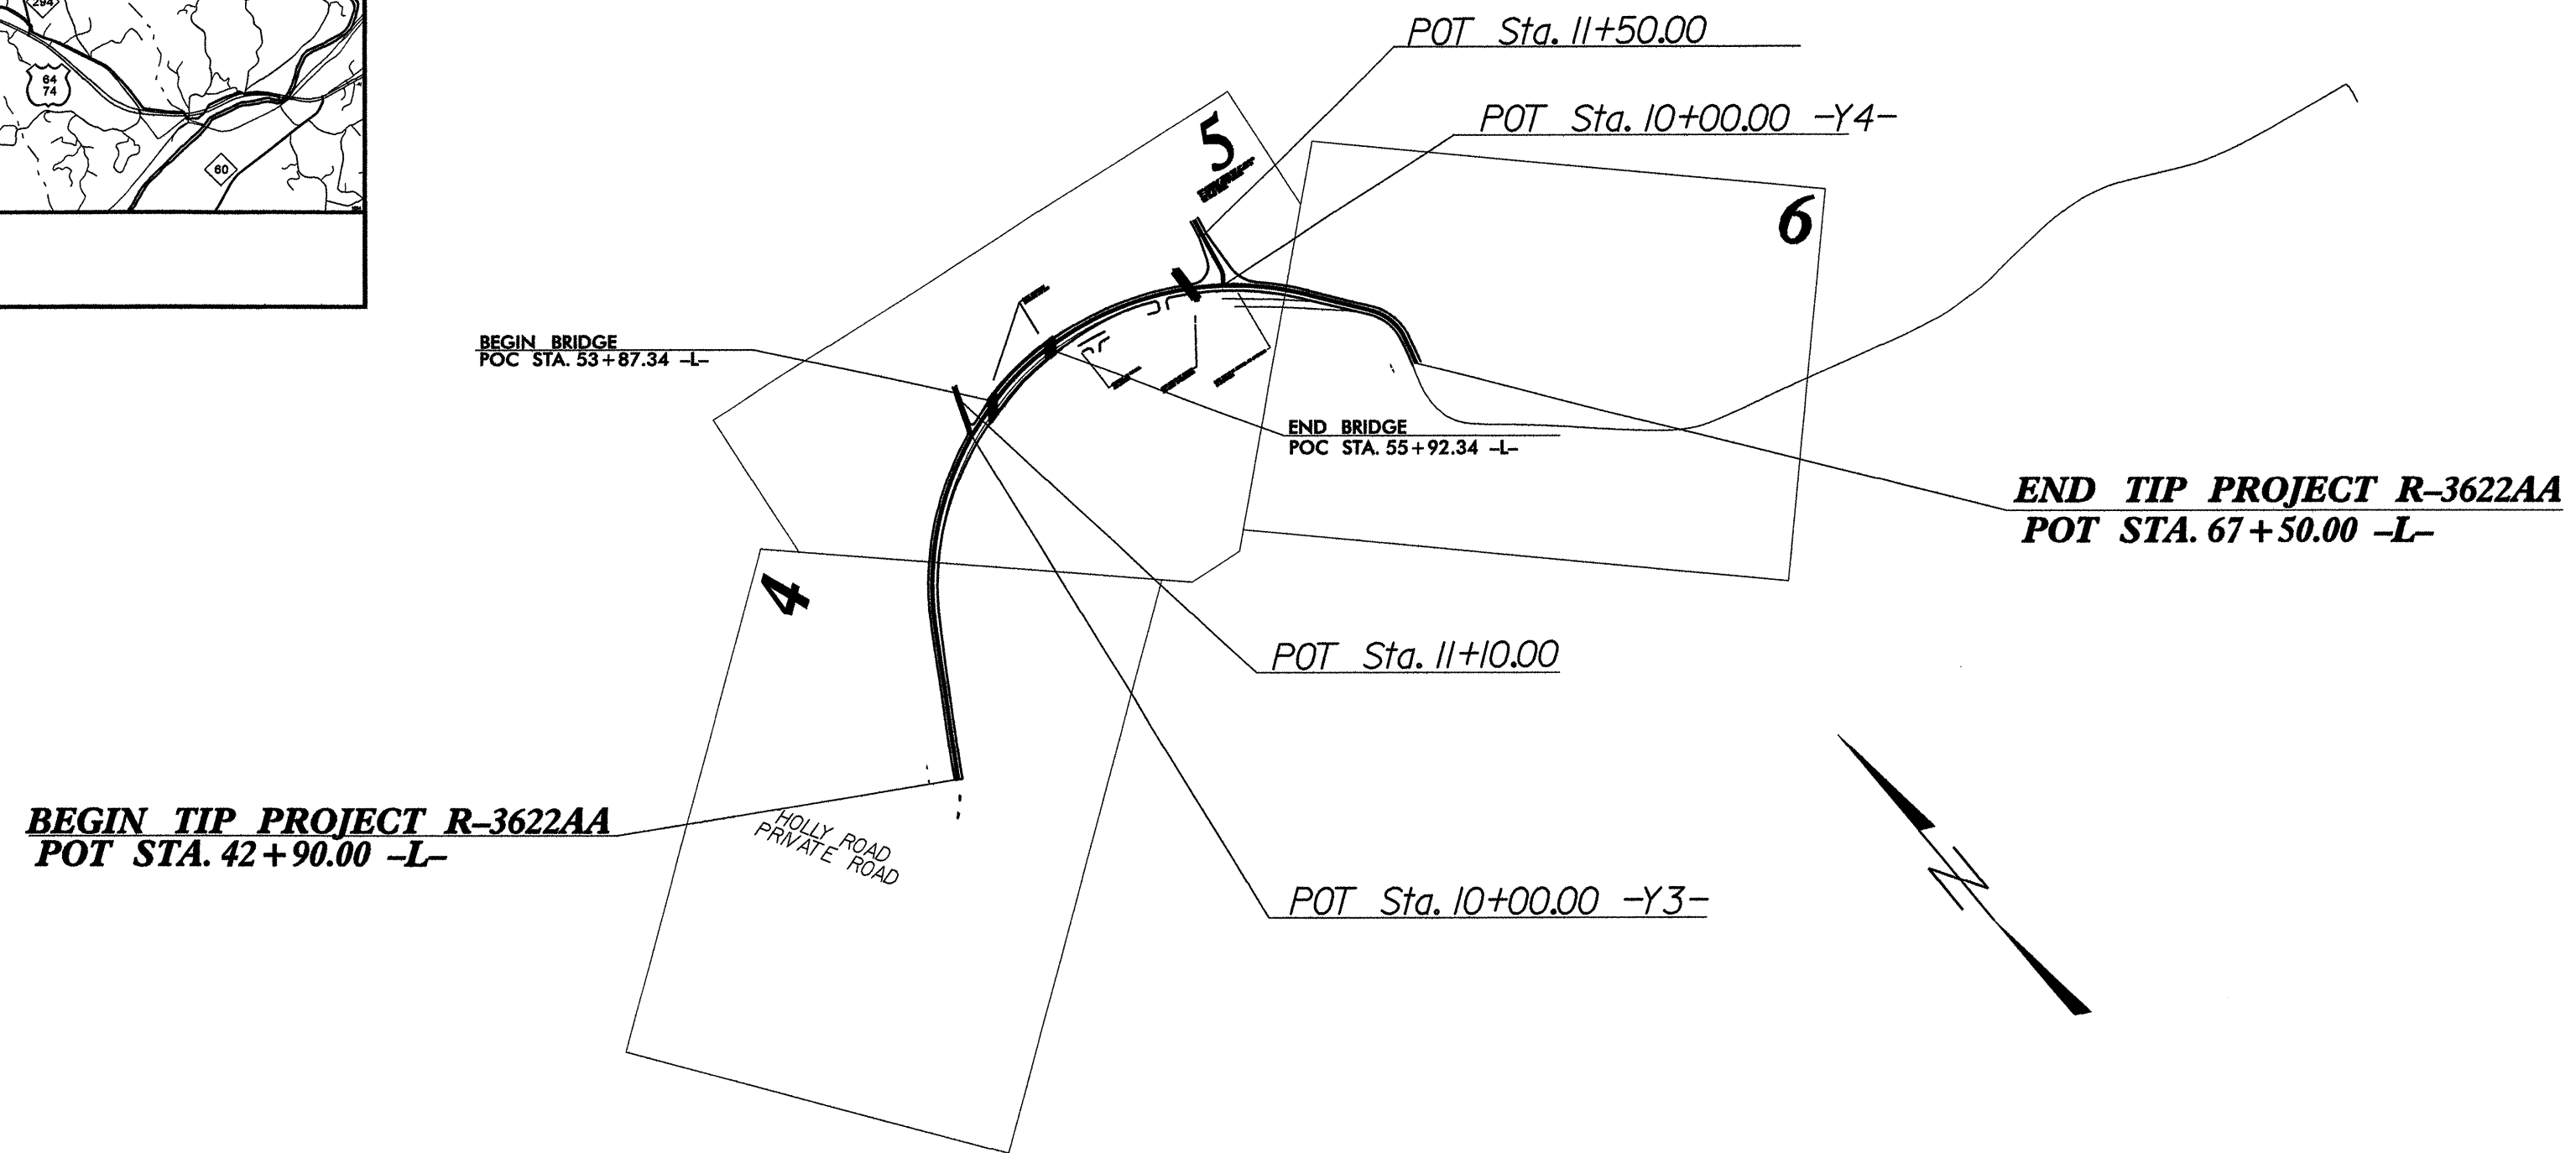 294
64
74
60
POT Sta. 11+50.00
POT Sta. 10+00.00 -Y4-
5
6
BEGIN BRIDGE
POC STA. 53+87.34 -L-
END BRIDGE
POC STA. 55+92.34 -L-
END TIP PROJECT R-3622AA
POT STA. 67+50.00 -L-
4
POT Sta. 11+10.00
BEGIN TIP PROJECT R-3622AA
POT STA. 42+90.00 -L-
HOLLY ROAD
PRIVATE ROAD
POT Sta. 10+00.00 -Y3-